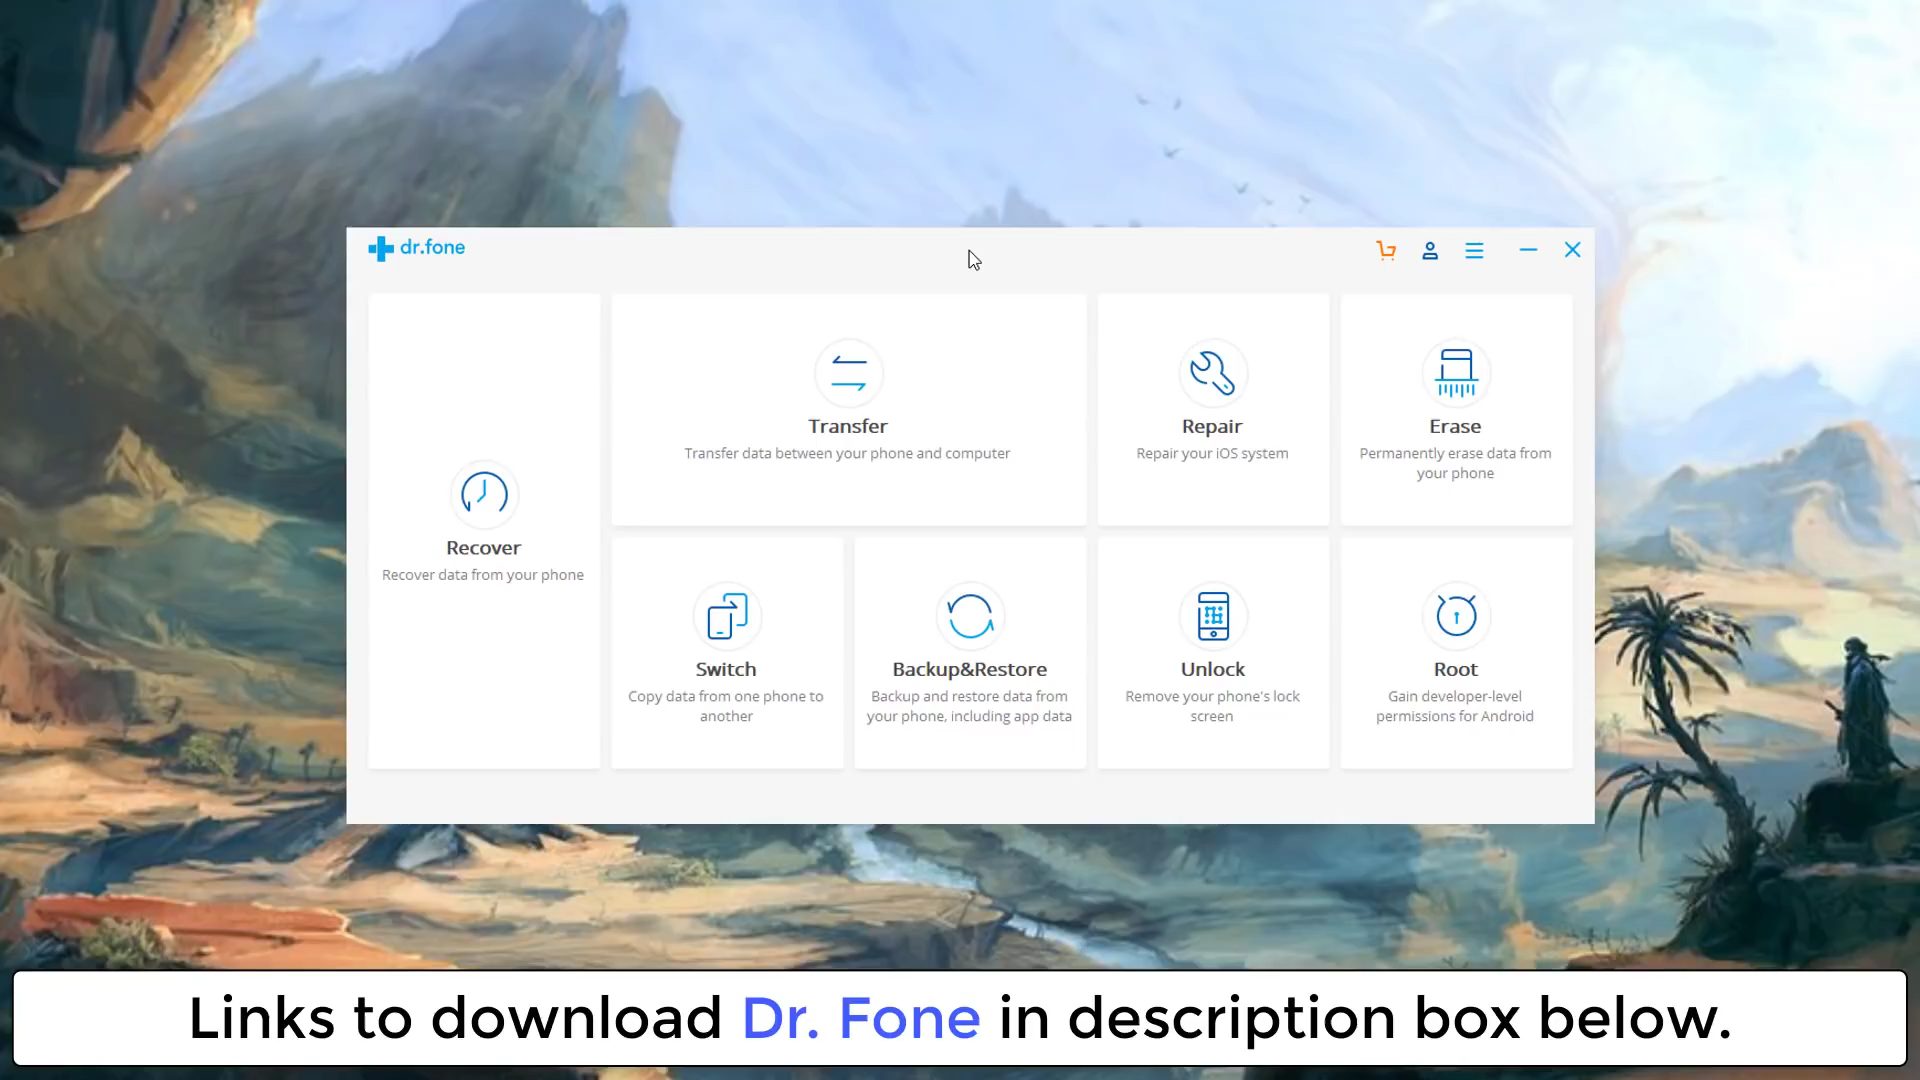 dr.fone
Recover
Recover data from your phone
Transfer
Transfer data between your phone and computer
Repair
Repair your iOS system
Erase
Permanently erase data from
your phone
Switch
Copy data from one phone to
another
Backup&Restore
Backup and restore data from
your phone, including app data
Unlock
Remove your phone's lock
screen
Root
Gain developer-level
permissions for Android
Links to download Dr. Fone in description box below.